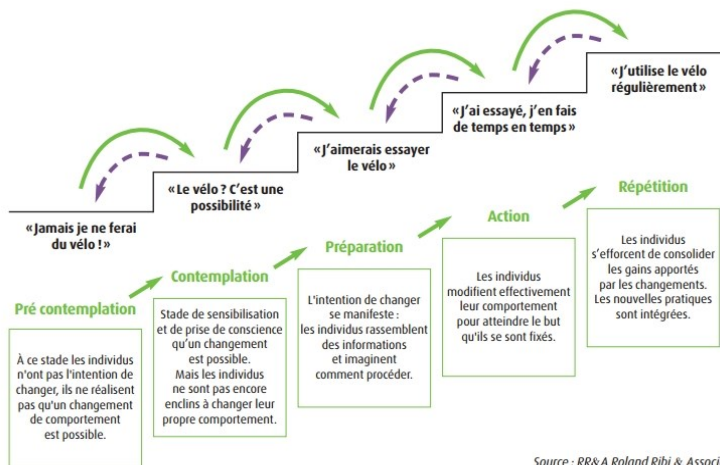 « J'utilise le vélo
régulièrement »
« J'ai essayé, j'en fais
de temps en temps »
« J'aimerais essayer
le vélo »
« Le vélo ? C'est une
possibilité »
« Jamais je ne ferai
du vélo ! »
Pré contemplation
À ce stade les individus
n'ont pas l'intention de
changer, ils ne réalisent
pas qu'un changement
de comportement
est possible.
Contemplation
Stade de sensibilisation
et de prise de conscience
qu'un changement
est possible.
Mais les individus
ne sont pas encore
enclins à changer leur
propre comportement.
Préparation
L'intention de changer
se manifeste :
les individus rassemblent
des informations
et imaginent
comment procéder.
Action
Les individus
modifient effectivement
leur comportement
pour atteindre le but
qu'ils se sont fixés.
Répétition
Les individus
s'efforcent de consolider
les gains apportés
par les changements.
Les nouvelles pratiques
sont intégrées.
Source : RR&A Roland Ribi & Associ